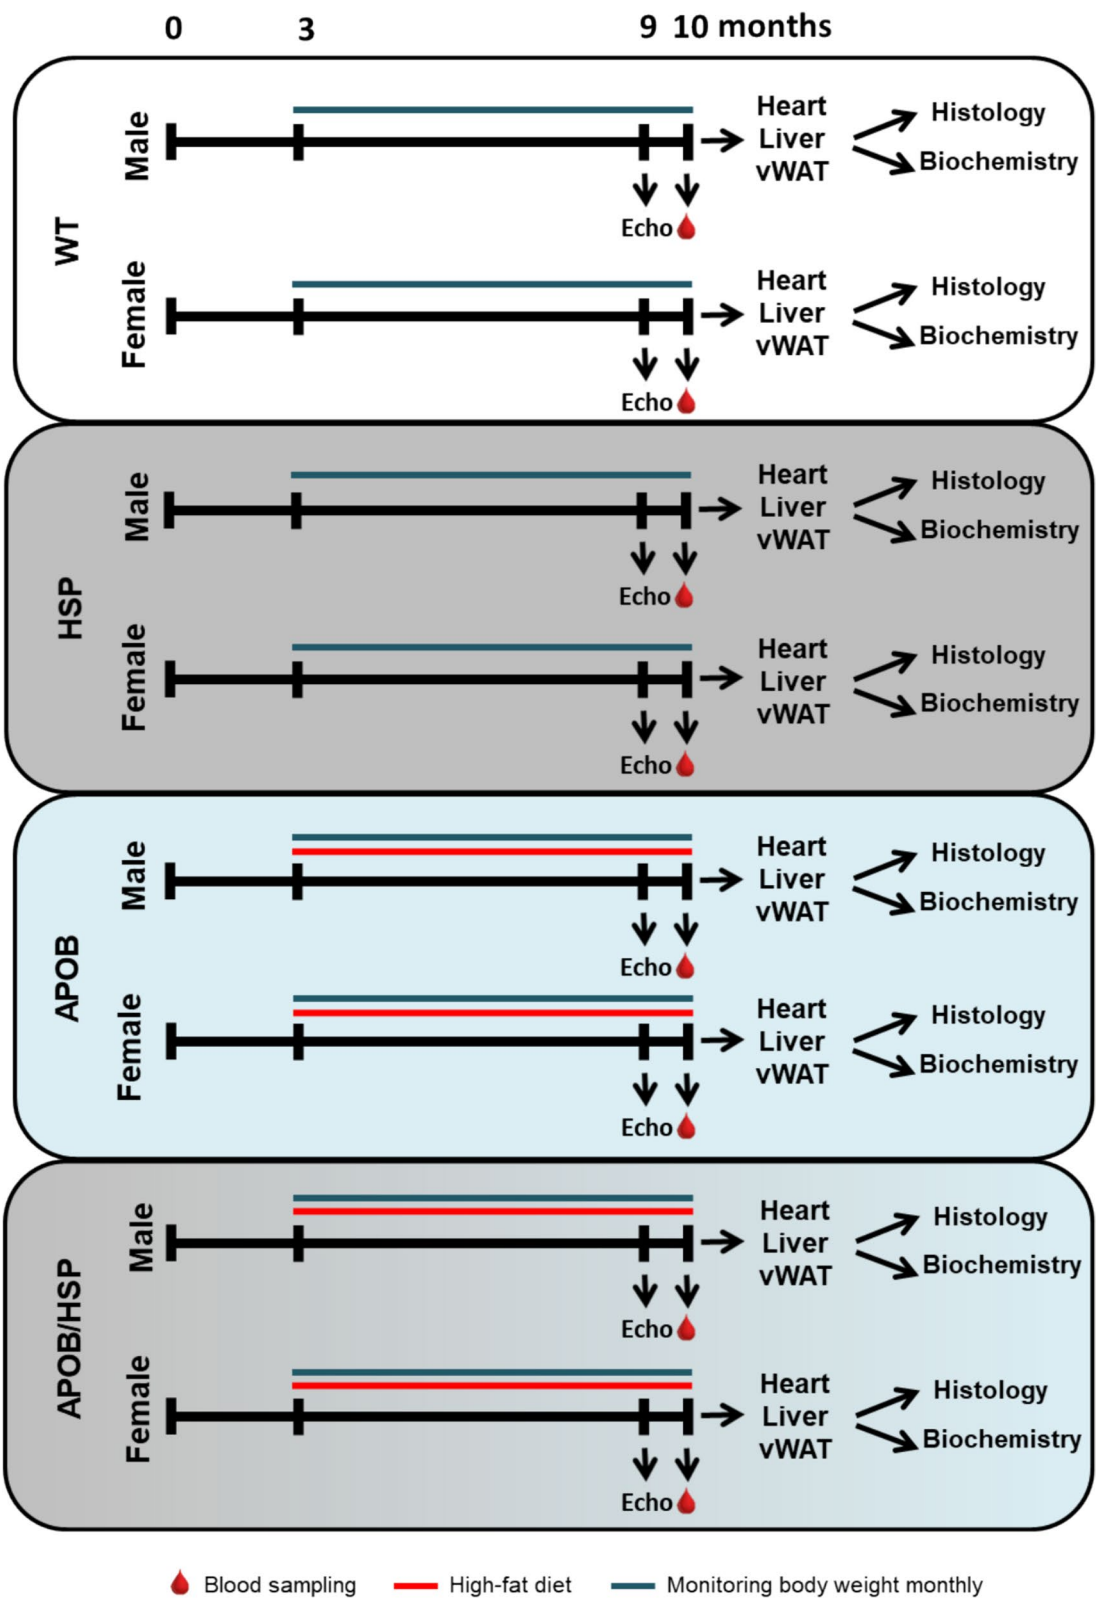 0 3 9 10 months
WT
Male
Heart
Liver
vWAT
Histology
Biochemistry
Echo
Female
Heart
Liver
vWAT
Histology
Biochemistry
Echo
HSP
Male
Heart
Liver
vWAT
Histology
Biochemistry
Echo
Female
Heart
Liver
vWAT
Histology
Biochemistry
Echo
APOB
Male
Heart
Liver
vWAT
Histology
Biochemistry
Echo
Female
Heart
Liver
vWAT
Histology
Biochemistry
Echo
APOB/HSP
Male
Heart
Liver
vWAT
Histology
Biochemistry
Echo
Female
Heart
Liver
vWAT
Histology
Biochemistry
Echo
Blood sampling High-fat diet Monitoring body weight monthly